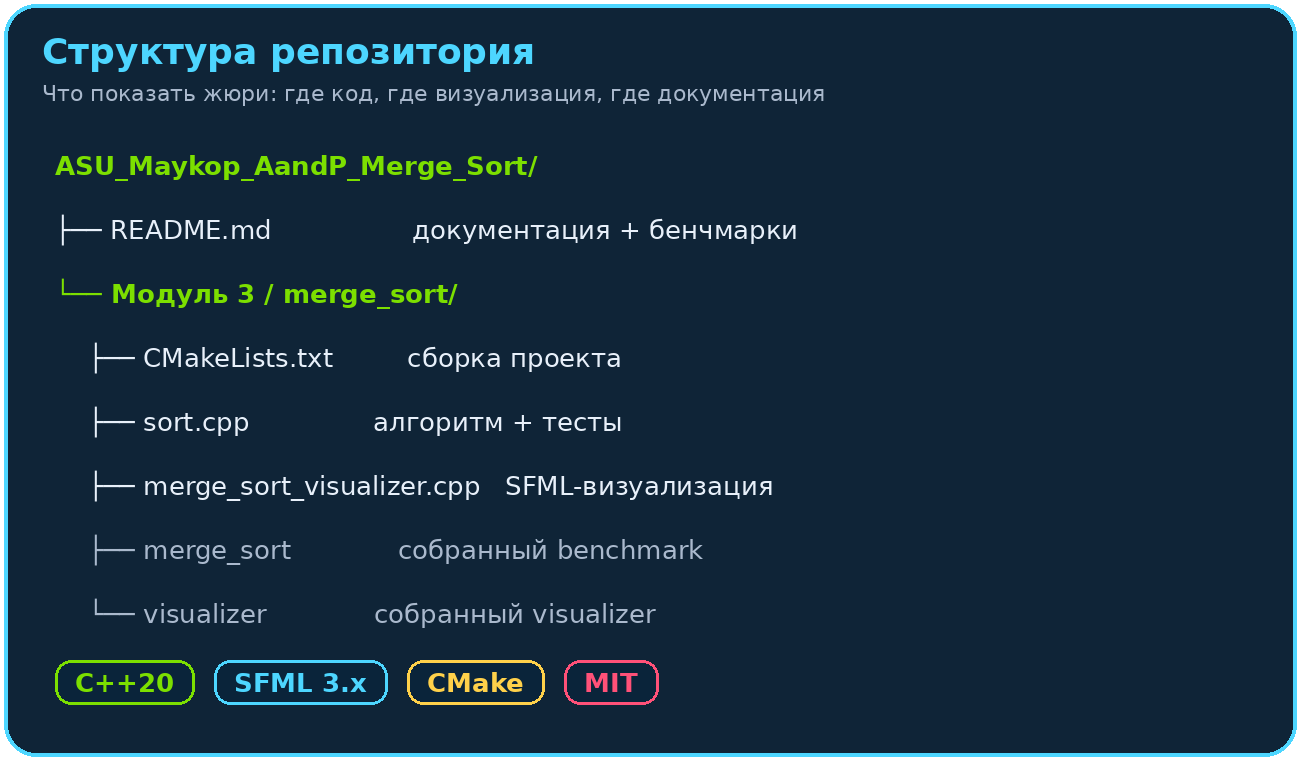 Структура репозитория
Что показать жюри: где код, где визуализация, где документация
ASU_Maykop_AandP_Merge_Sort/
├── README.md документация + бенчмарки
└── Модуль 3 / merge_sort/
├── CMakeLists.txt сборка проекта
├── sort.cpp алгоритм + тесты
├── merge_sort_visualizer.cpp SFML-визуализация
├── merge_sort собранный benchmark
└── visualizer собранный visualizer
C++20 SFML 3.x CMake MIT